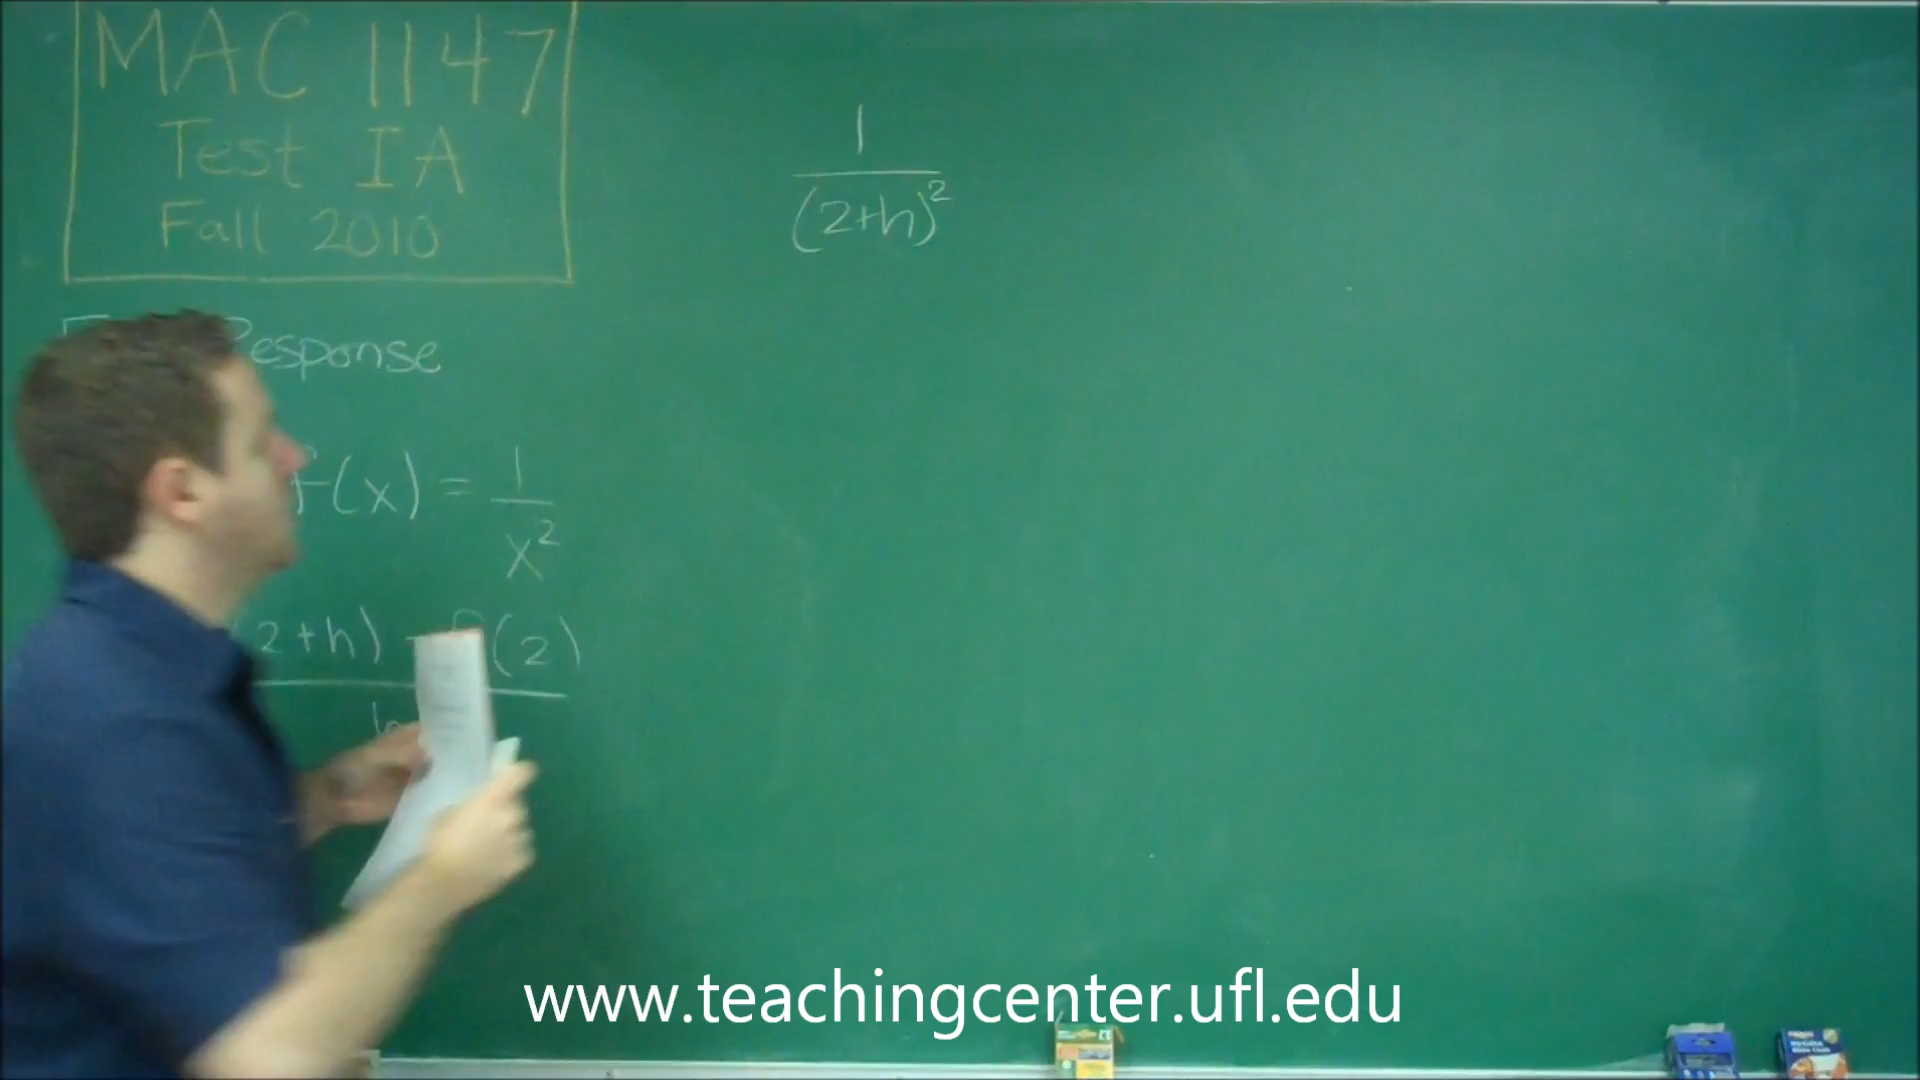 MAC 1147
Test IA
Fall 2010
Response
f(x) = 1/x²
(2+h) - f(2)
h
1
(2+h)²
www.teachingcenter.ufl.edu